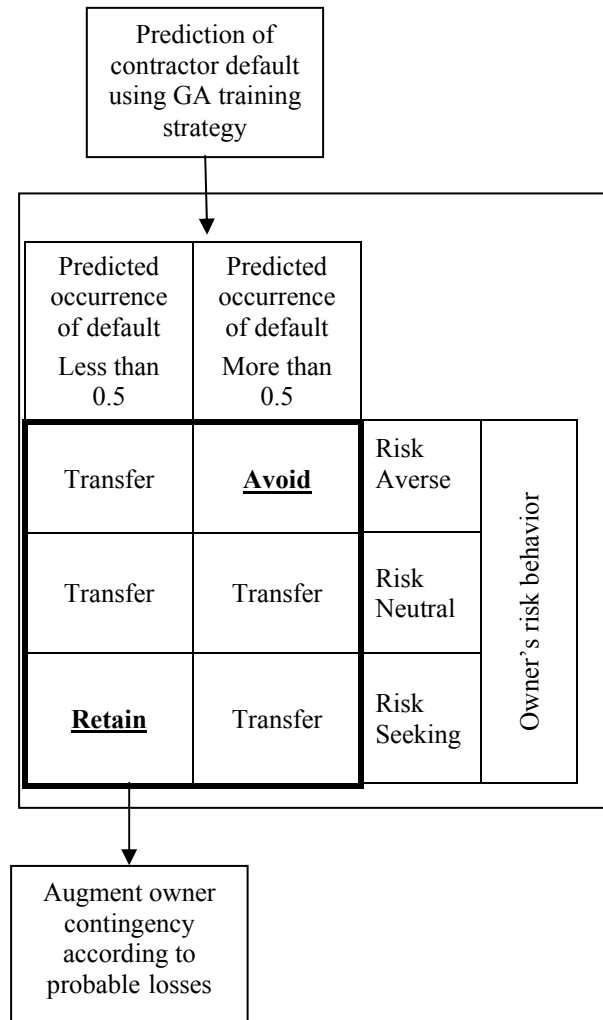 Prediction of
contractor default
using GA training
strategy
Predicted
occurrence
of default
Less than
0.5
Predicted
occurrence
of default
More than
0.5
Transfer
Avoid
Risk
Averse
Transfer
Transfer
Risk
Neutral
Retain
Transfer
Risk
Seeking
Owner’s risk behavior
Augment owner
contingency
according to
probable losses